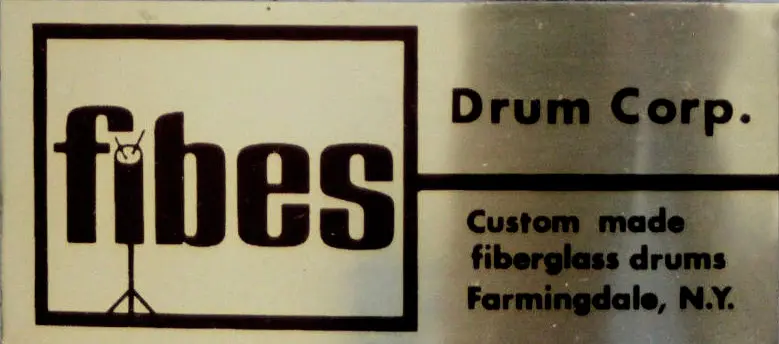 fibes
Drum Corp.
Custom made
fiberglass drums
Farmingdale, N.Y.